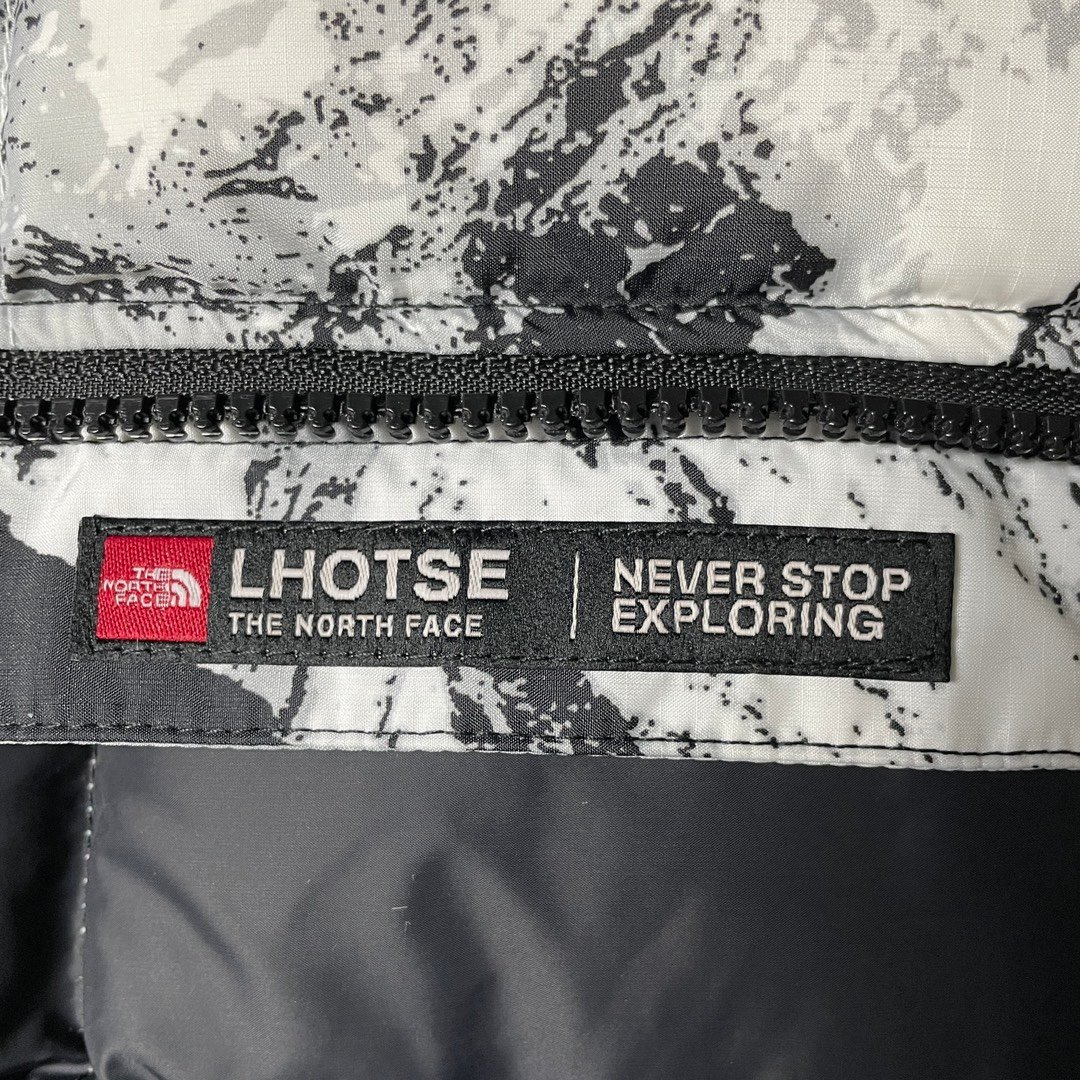 THE
NORTH
FACE
LHOTSE
THE NORTH FACE
NEVER STOP
EXPLORING